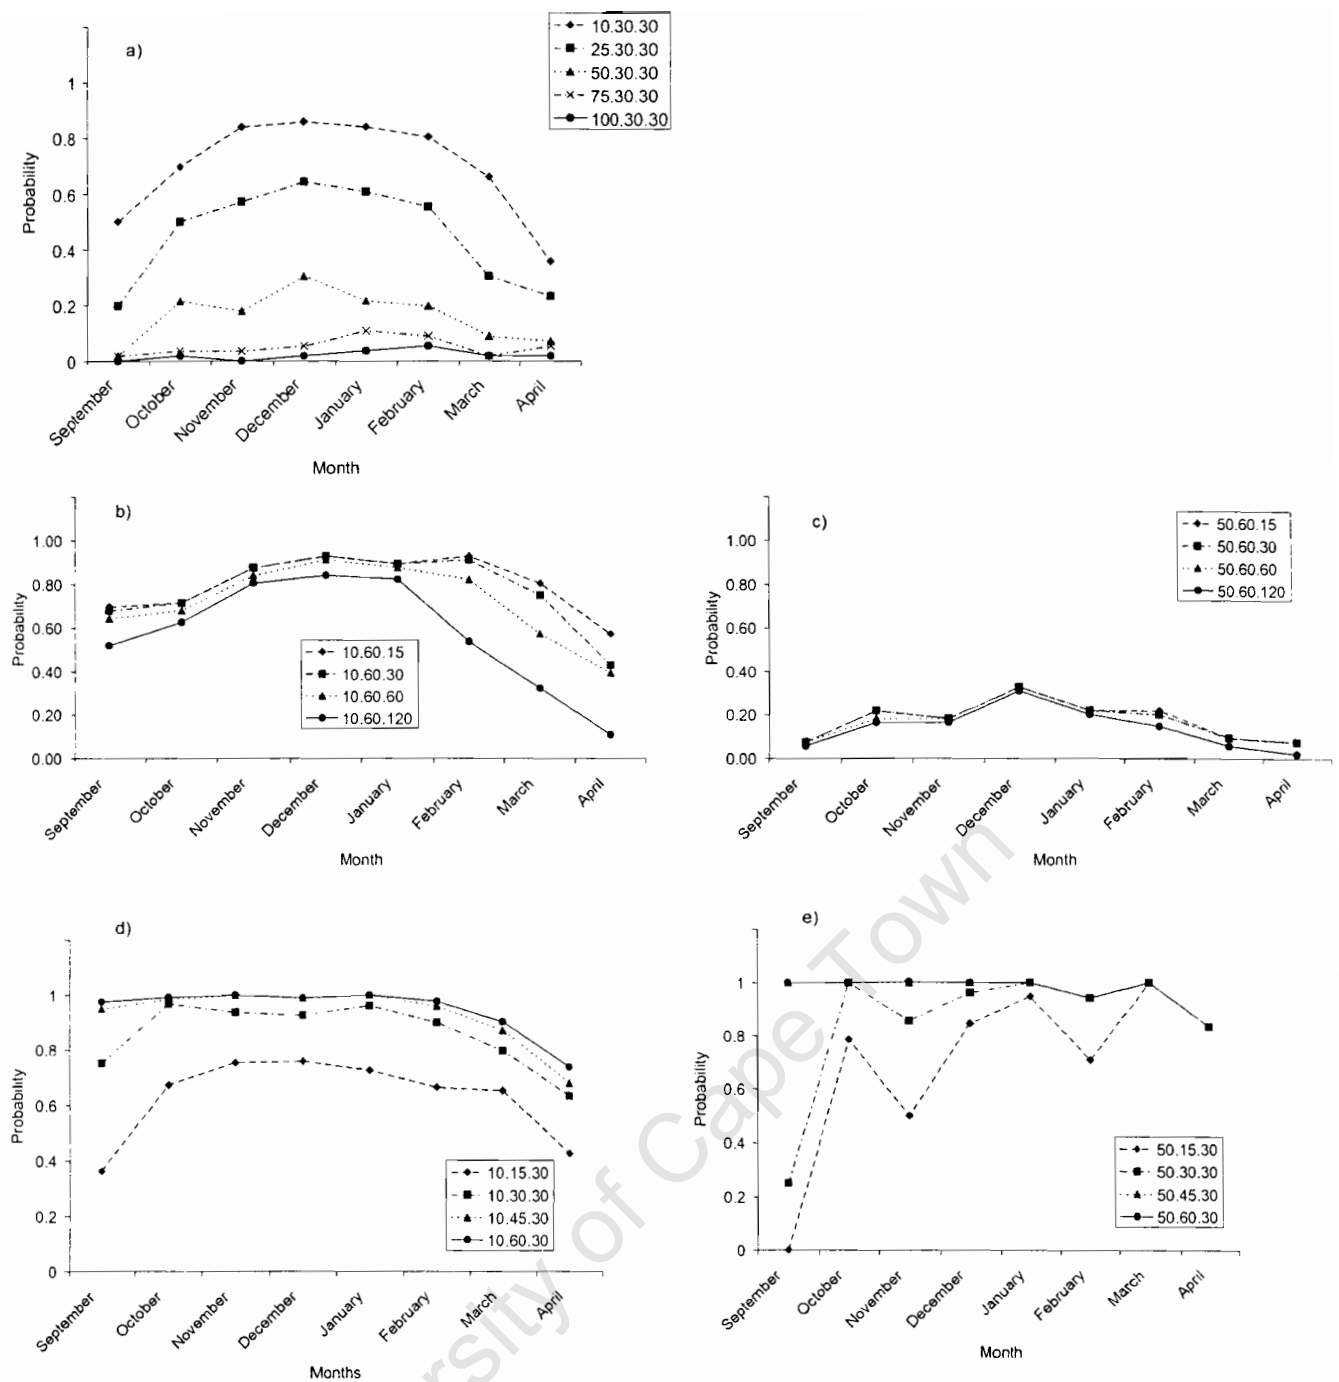 a)
10.30.30
25.30.30
50.30.30
75.30.30
100.30.30
Probability
1
0.8
0.6
0.4
0.2
0
September
October
November
December
January
February
March
April
Month
b)
Probability
1.00
0.80
0.60
0.40
0.20
0.00
10.60.15
10.60.30
10.60.60
10.60.120
September
October
November
December
January
February
March
April
Month
c)
50.60.15
50.60.30
50.60.60
50.60.120
Probability
1.00
0.80
0.60
0.40
0.20
0.00
September
October
November
December
January
February
March
April
Month
d)
Probability
1
0.8
0.6
0.4
0.2
0
10.15.30
10.30.30
10.45.30
10.60.30
September
October
November
December
January
February
March
April
Months
e)
Probability
1
0.8
0.6
0.4
0.2
0
50.15.30
50.30.30
50.45.30
50.60.30
September
October
November
December
January
February
March
April
Month
ersity of Cape Town